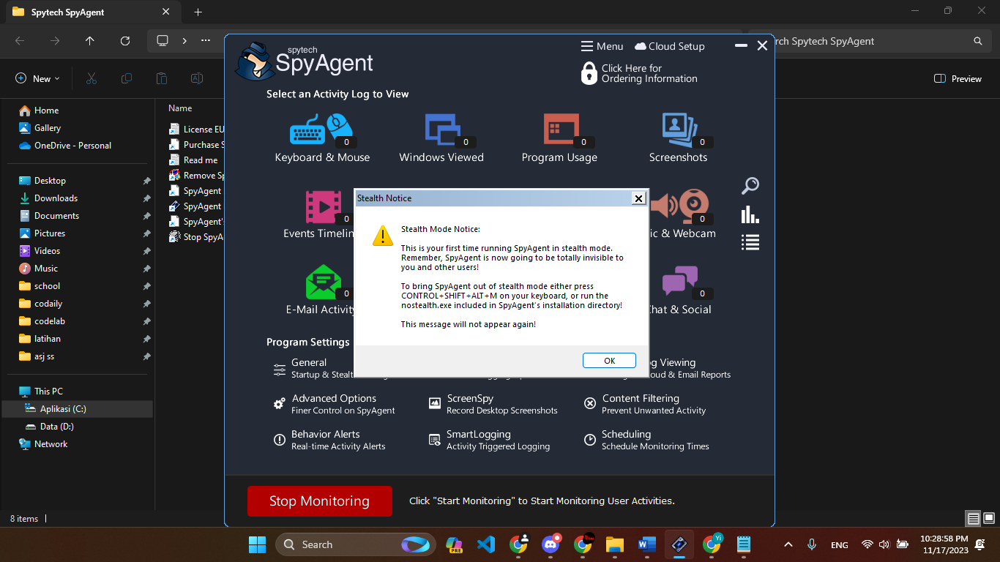 Spytech SpyAgent
rch Spytech SpyAgent
New
Preview
Home
Gallery
OneDrive - Personal
Desktop
Downloads
Documents
Pictures
Videos
Music
school
codaily
codelab
latihan
asj ss
This PC
Aplikasi (C:)
Data (D:)
Network
Name
License EU
Purchase S
Read me
Remove Sp
SpyAgent
SpyAgent
SpyAgent'
Stop SpyA
8 items
spytech
SpyAgent
Menu
Cloud Setup
Click Here for
Ordering Information
Select an Activity Log to View
0
0
0
0
Keyboard & Mouse
Windows Viewed
Program Usage
Screenshots
0
0
Events Timelin
ic & Webcam
0
0
E-Mail Activity
hat & Social
Stealth Notice
Stealth Mode Notice:
This is your first time running SpyAgent in stealth mode.
Remember, SpyAgent is now going to be totally invisible to
you and other users!
To bring SpyAgent out of stealth mode either press
CONTROL+SHIFT+ALT+M on your keyboard, or run the
nostealth.exe included in SpyAgent's installation directory!
This message will not appear again!
OK
Program Settings
General
Startup & Stealt
g Viewing
oud & Email Reports
Advanced Options
Finer Control on SpyAgent
ScreenSpy
Record Desktop Screenshots
Content Filtering
Prevent Unwanted Activity
Behavior Alerts
Real-time Activity Alerts
SmartLogging
Activity Triggered Logging
Scheduling
Schedule Monitoring Times
Stop Monitoring
Click "Start Monitoring" to Start Monitoring User Activities.
Search
PRE
Yi
ENG
10:28:58 PM
11/17/2023